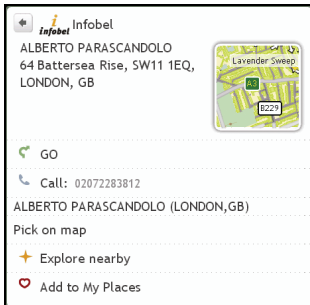 infobel Infobel
ALBERTO PARASCANDOLO
64 Battersea Rise, SW11 1EQ,
LONDON, GB
Lavender Sweep
A3
B229
GO
Call: 02072283812
ALBERTO PARASCANDOLO (LONDON,GB)
Pick on map
Explore nearby
Add to My Places